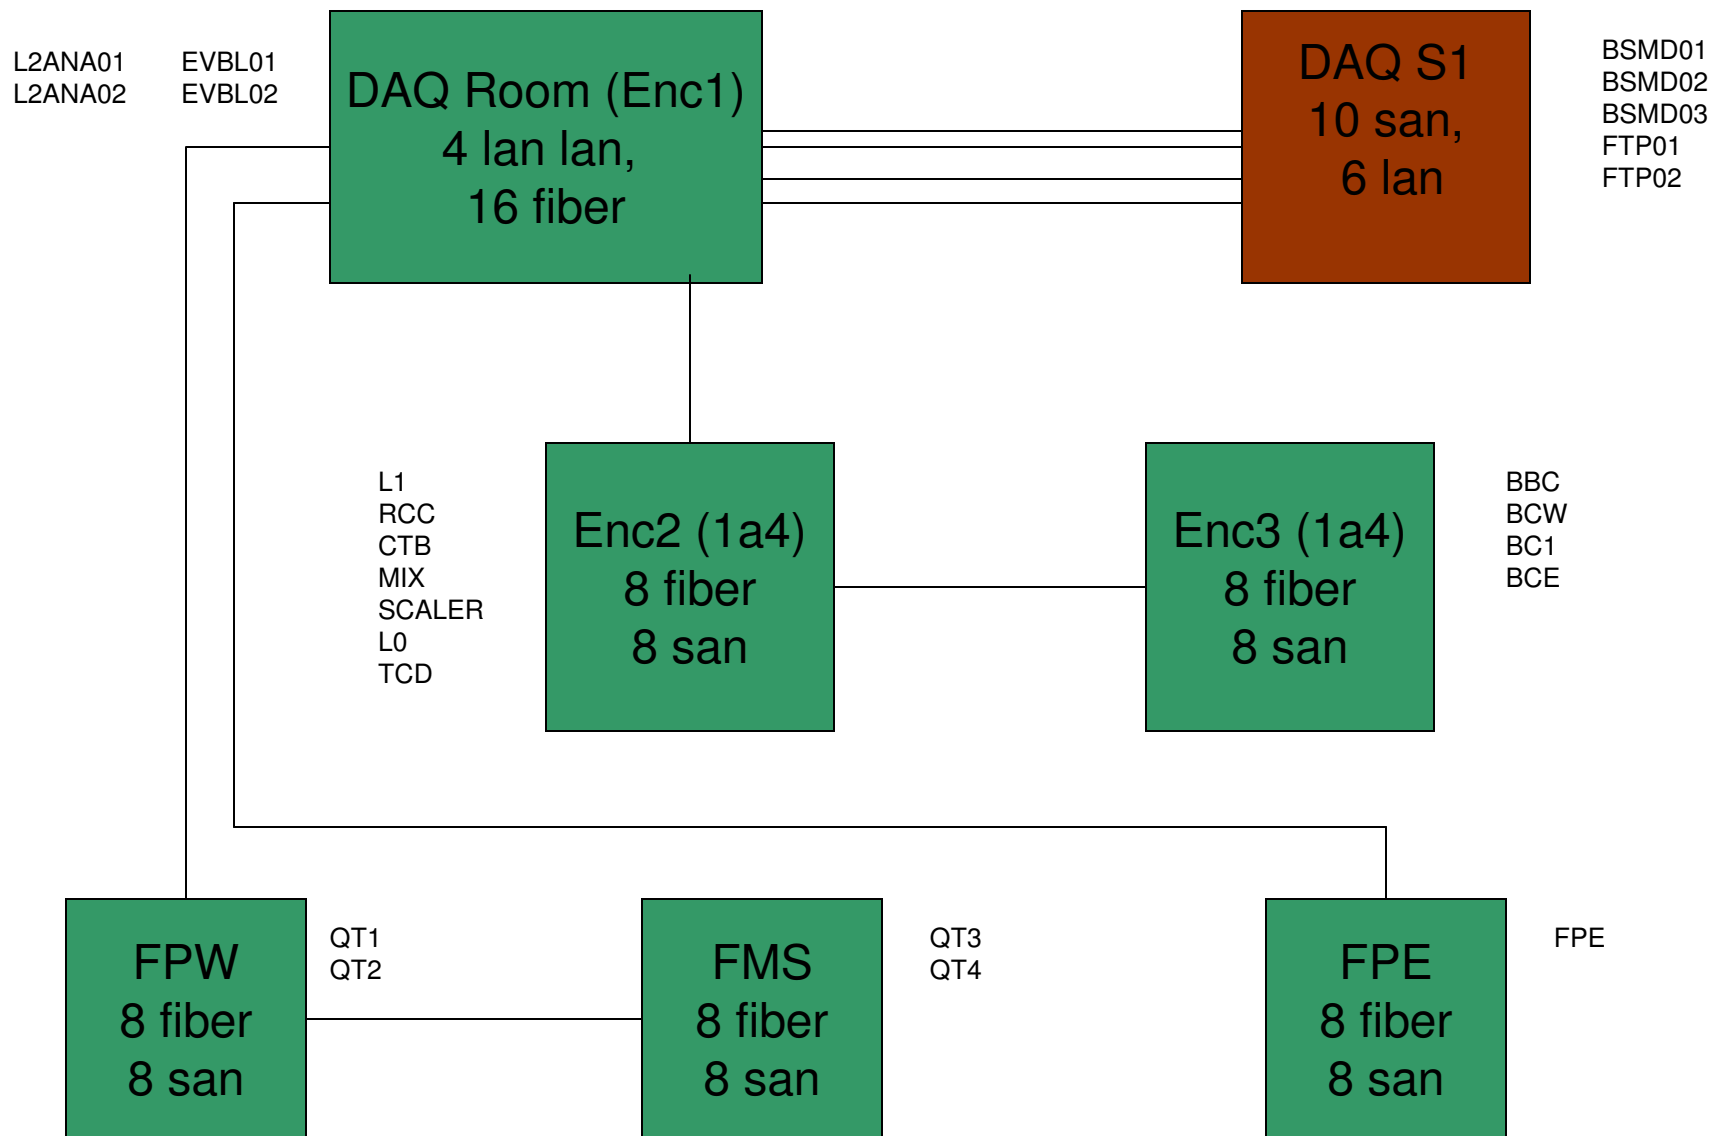 L2ANA01
L2ANA02
EVBL01
EVBL02
DAQ Room (Enc1)
4 lan lan,
16 fiber
DAQ S1
10 san,
6 lan
BSMD01
BSMD02
BSMD03
FTP01
FTP02
L1
RCC
CTB
MIX
SCALER
L0
TCD
Enc2 (1a4)
8 fiber
8 san
Enc3 (1a4)
8 fiber
8 san
BBC
BCW
BC1
BCE
FPW
8 fiber
8 san
QT1
QT2
FMS
8 fiber
8 san
QT3
QT4
FPE
8 fiber
8 san
FPE